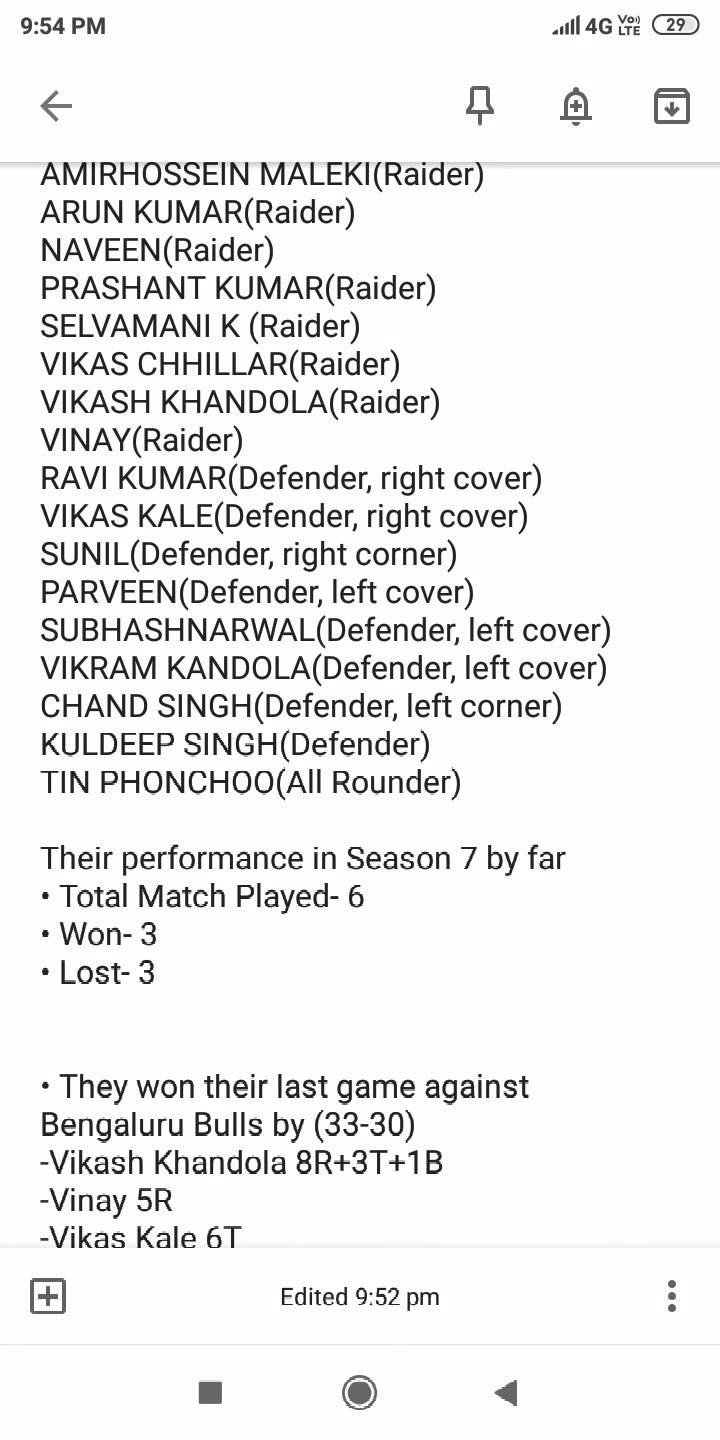 9:54 PM
4G Vo) LTE 29
AMIRHOSSEIN MALEKI(Raider)
ARUN KUMAR(Raider)
NAVEEN(Raider)
PRASHANT KUMAR(Raider)
SELVAMANI K (Raider)
VIKAS CHHILLAR(Raider)
VIKASH KHANDOLA(Raider)
VINAY(Raider)
RAVI KUMAR(Defender, right cover)
VIKAS KALE(Defender, right cover)
SUNIL(Defender, right corner)
PARVEEN(Defender, left cover)
SUBHASHNARWAL(Defender, left cover)
VIKRAM KANDOLA(Defender, left cover)
CHAND SINGH(Defender, left corner)
KULDEEP SINGH(Defender)
TIN PHONCHOO(All Rounder)
Their performance in Season 7 by far
• Total Match Played- 6
• Won- 3
• Lost- 3
• They won their last game against
Bengaluru Bulls by (33-30)
-Vikash Khandola 8R+3T+1B
-Vinay 5R
-Vikas Kale 6T
Edited 9:52 pm